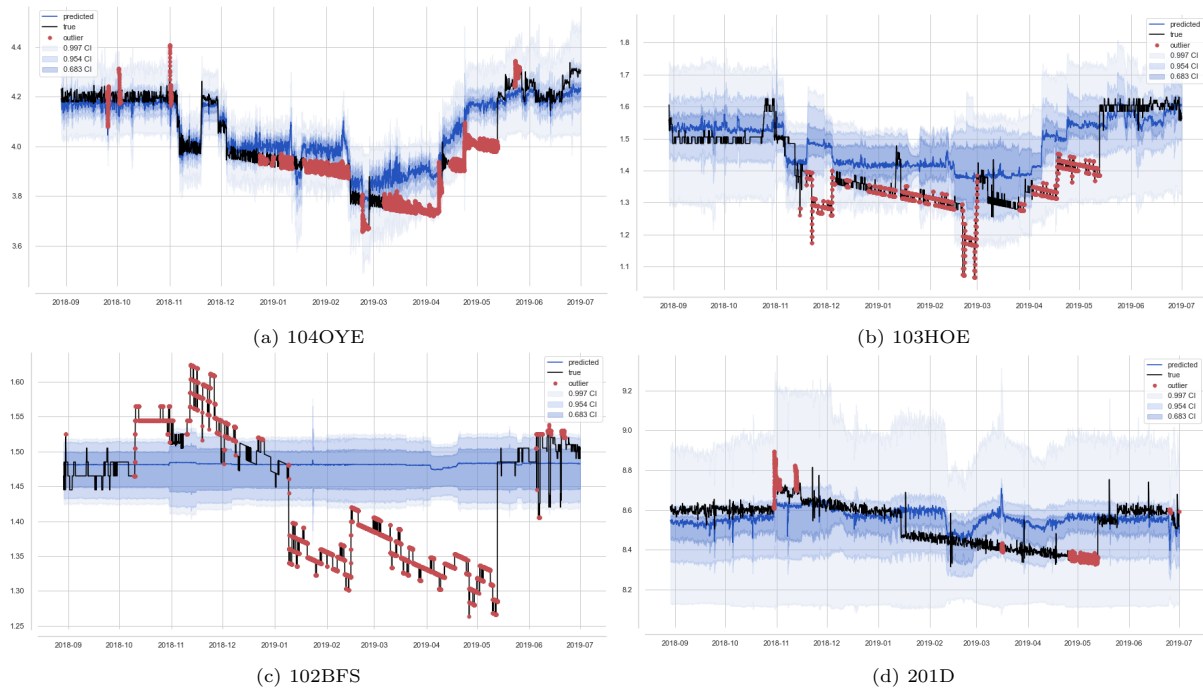 predicted
true
outlier
0.997 CI
0.954 CI
0.683 CI
4.4
4.2
4.0
3.8
3.6
2018-09 2018-10 2018-11 2018-12 2019-01 2019-03 2019-04 2019-05 2019-06 2019-07
(a) 104OYE
predicted
true
outlier
0.997 CI
0.954 CI
0.683 CI
1.8
1.7
1.6
1.5
1.4
1.3
1.2
1.1
2018-09 2018-10 2018-11 2018-12 2019-01 2019-03 2019-04 2019-05 2019-06 2019-07
(b) 103HOE
predicted
true
outlier
0.997 CI
0.954 CI
0.683 CI
1.60
1.55
1.50
1.45
1.40
1.35
1.30
1.25
2018-09 2018-10 2018-11 2018-12 2019-01 2019-03 2019-04 2019-05 2019-06 2019-07
(c) 102BFS
predicted
true
outlier
0.997 CI
0.954 CI
0.683 CI
9.2
9.0
8.8
8.6
8.4
8.2
2018-09 2018-10 2018-11 2018-12 2019-01 2019-03 2019-04 2019-05 2019-06 2019-07
(d) 201D